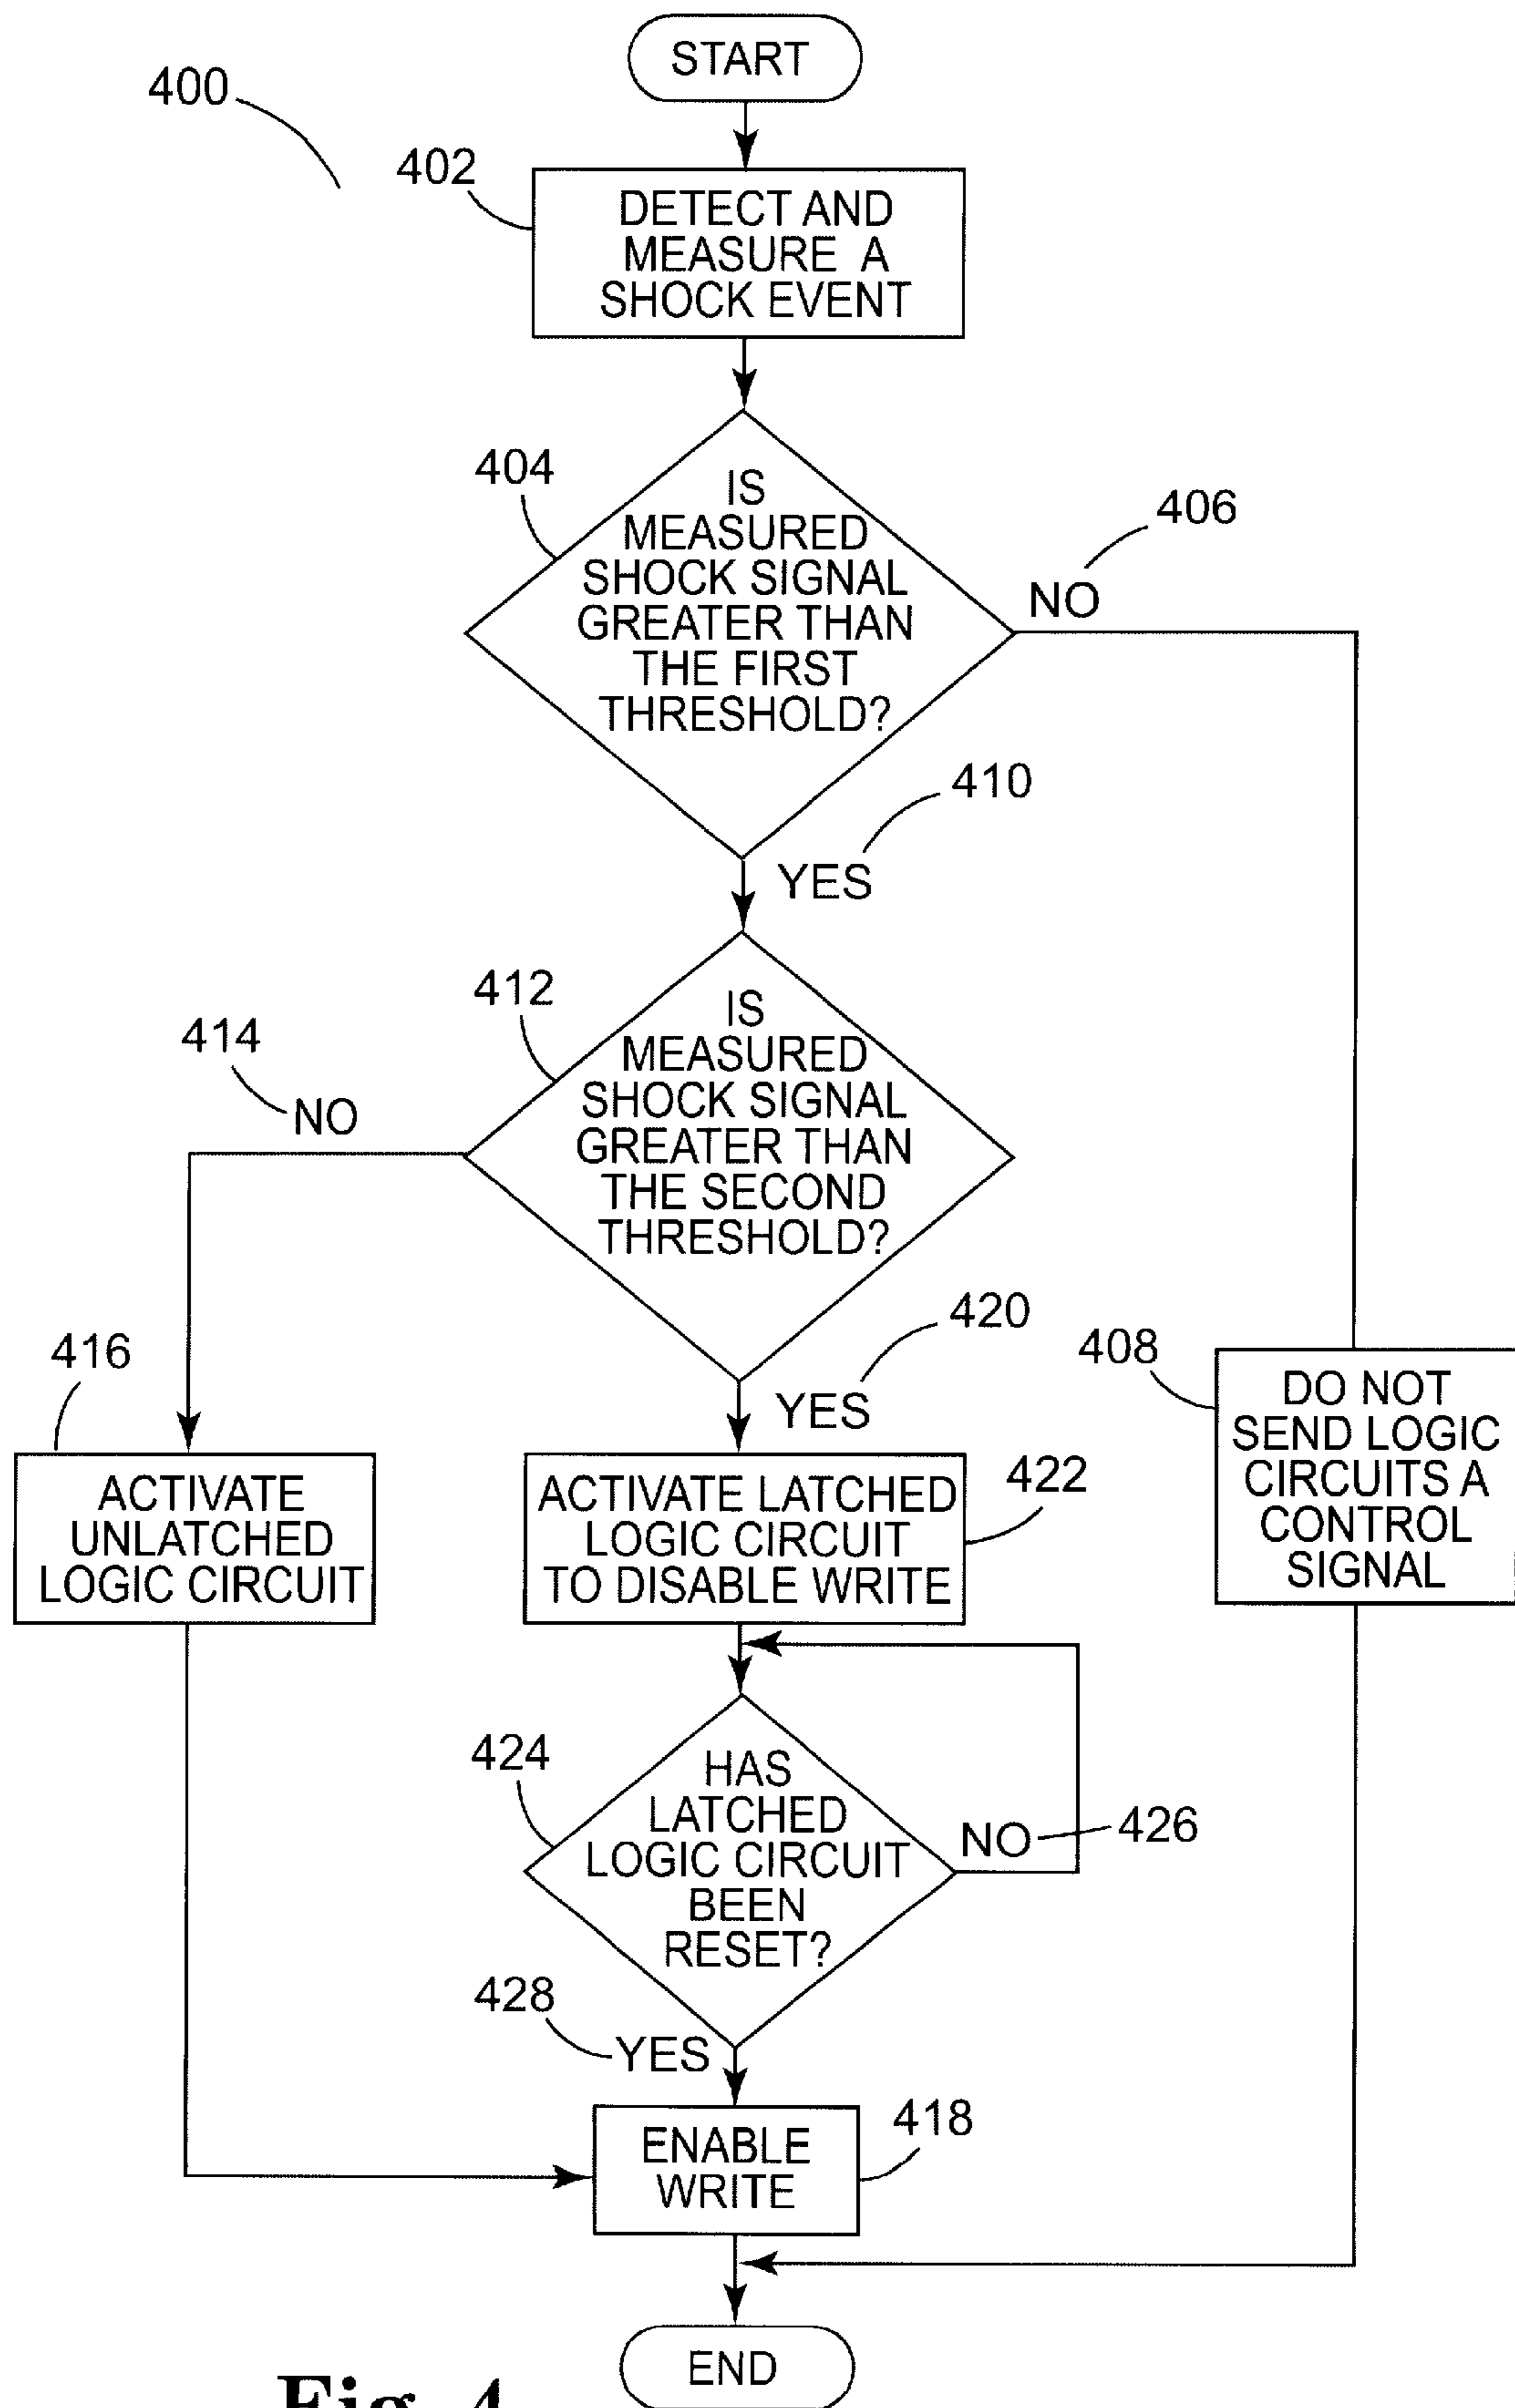 START
400
402
DETECT AND
MEASURE A
SHOCK EVENT
404
IS
MEASURED
SHOCK SIGNAL
GREATER THAN
THE FIRST
THRESHOLD?
406
NO
410
YES
412
IS
MEASURED
SHOCK SIGNAL
GREATER THAN
THE SECOND
THRESHOLD?
414
NO
420
YES
416
ACTIVATE
UNLATCHED
LOGIC CIRCUIT
ACTIVATE LATCHED
LOGIC CIRCUIT
TO DISABLE WRITE
422
408
DO NOT
SEND LOGIC
CIRCUITS A
CONTROL
SIGNAL
424
HAS
LATCHED
LOGIC CIRCUIT
BEEN
RESET?
NO
426
428
YES
ENABLE
WRITE
418
END
Fig. 4